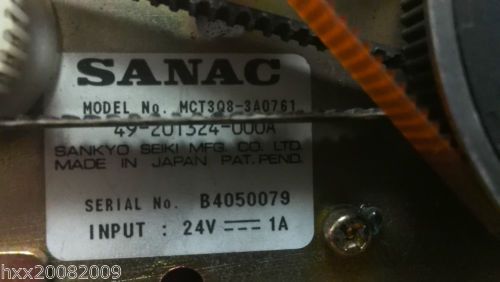 SANAC
MODEL No. MCT3Q8-3A0761
49-201324-000A
SANKYO SEIKI MFG. CO. LTD.
MADE IN JAPAN PAT. PEND.
SERIAL No. B4050079
INPUT : 24V ⎓ 1A
hxx20082009